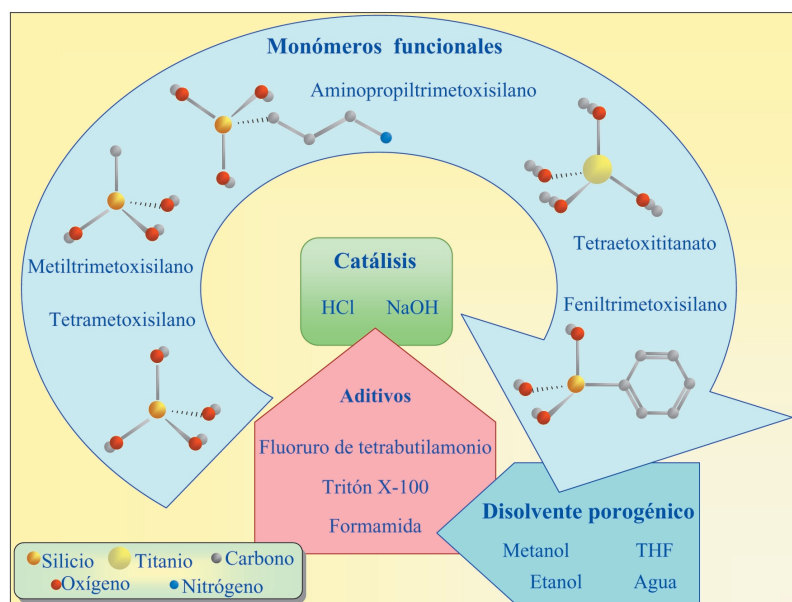 Monómeros funcionales
Aminopropiltrimetoxisilano
Metiltrimetoxisilano
Tetrametoxisilano
Tetraetoxititanato
Feniltrimetoxisilano
Catálisis
HCl NaOH
Aditivos
Fluoruro de tetrabutilamonio
Tritón X-100
Formamida
Disolvente porogénico
Metanol THF
Etanol Agua
Silicio Titanio Carbono
Oxígeno Nitrógeno